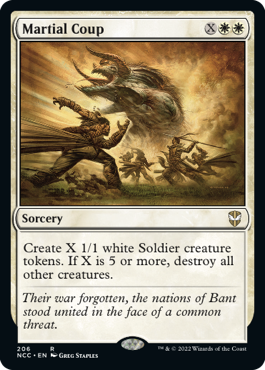 Martial Coup XWW
Sorcery
Create X 1/1 white Soldier creature
tokens. If X is 5 or more, destroy all
other creatures.
Their war forgotten, the nations of Bant
stood united in the face of a common
threat.
206 R
NCC • EN Greg Staples ™ & © 2022 Wizards of the Coast